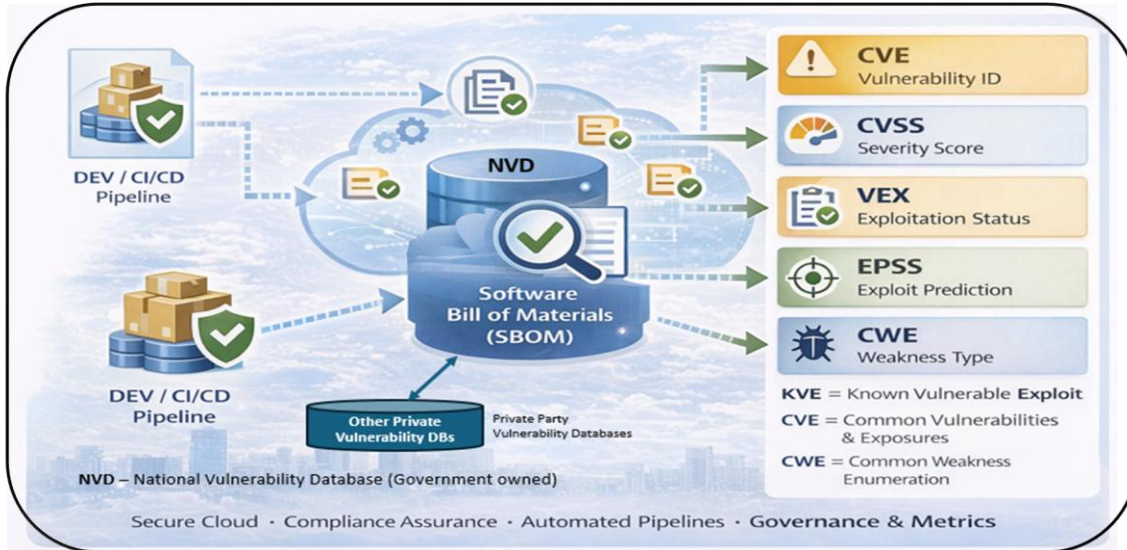 DEV / CI/CD
Pipeline
DEV / CI/CD
Pipeline
NVD
Software
Bill of Materials
(SBOM)
Other Private
Vulnerability DBs
Private Party
Vulnerability Databases
NVD – National Vulnerability Database (Government owned)
CVE
Vulnerability ID
CVSS
Severity Score
VEX
Exploitation Status
EPSS
Exploit Prediction
CWE
Weakness Type
KVE = Known Vulnerable Exploit
CVE = Common Vulnerabilities
& Exposures
CWE = Common Weakness
Enumeration
Secure Cloud · Compliance Assurance · Automated Pipelines · Governance & Metrics